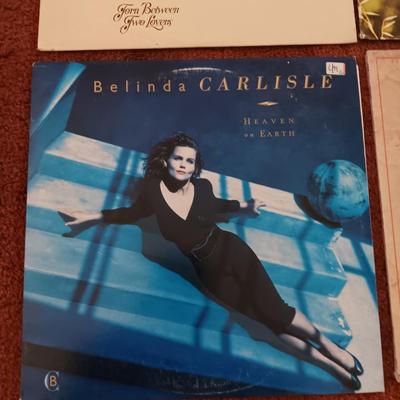 Torn Between
Two Lovers
Belinda CARLISLE
HEAVEN
ON EARTH
C B